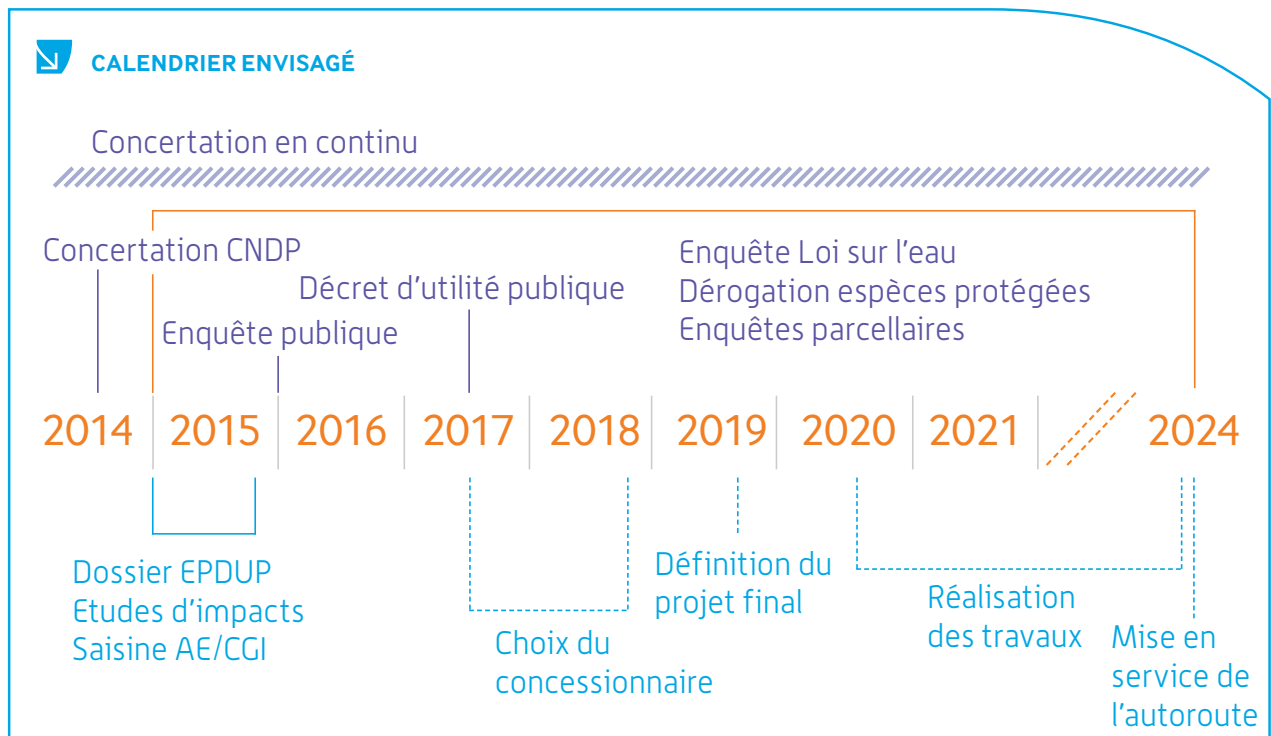 CALENDRIER ENVISAGÉ
Concertation en continu
Concertation CNDP
Enquête Loi sur l'eau
Dérogation espèces protégées
Enquêtes parcellaires
Décret d'utilité publique
Enquête publique
2014 2015 2016 2017 2018 2019 2020 2021 2024
Dossier EPDUP
Etudes d'impacts
Saisine AE/CGI
Choix du
concessionnaire
Définition du
projet final
Réalisation
des travaux
Mise en
service de
l'autoroute